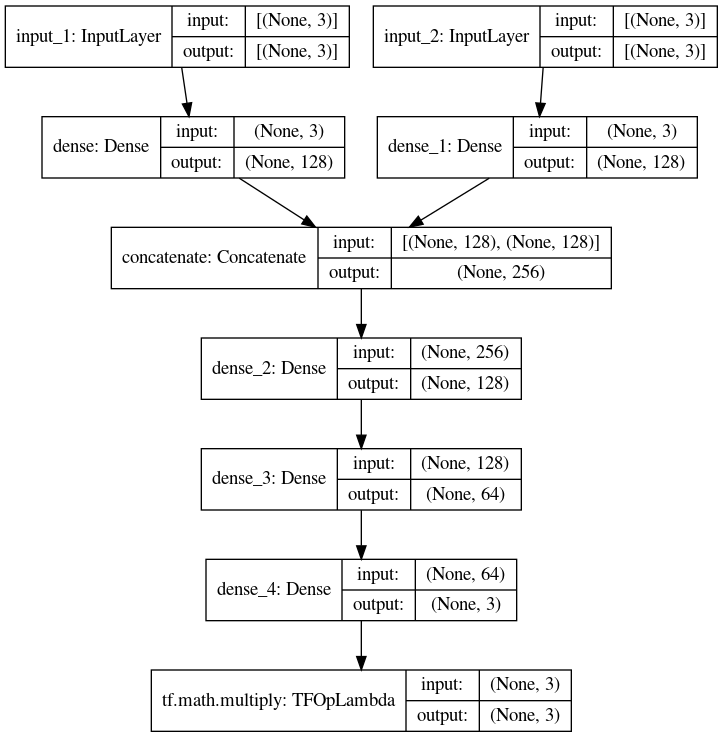 input_1: InputLayer
input: [(None, 3)]
output: [(None, 3)]
input_2: InputLayer
input: [(None, 3)]
output: [(None, 3)]
dense: Dense
input: (None, 3)
output: (None, 128)
dense_1: Dense
input: (None, 3)
output: (None, 128)
concatenate: Concatenate
input: [(None, 128), (None, 128)]
output: (None, 256)
dense_2: Dense
input: (None, 256)
output: (None, 128)
dense_3: Dense
input: (None, 128)
output: (None, 64)
dense_4: Dense
input: (None, 64)
output: (None, 3)
tf.math.multiply: TFOpLambda
input: (None, 3)
output: (None, 3)